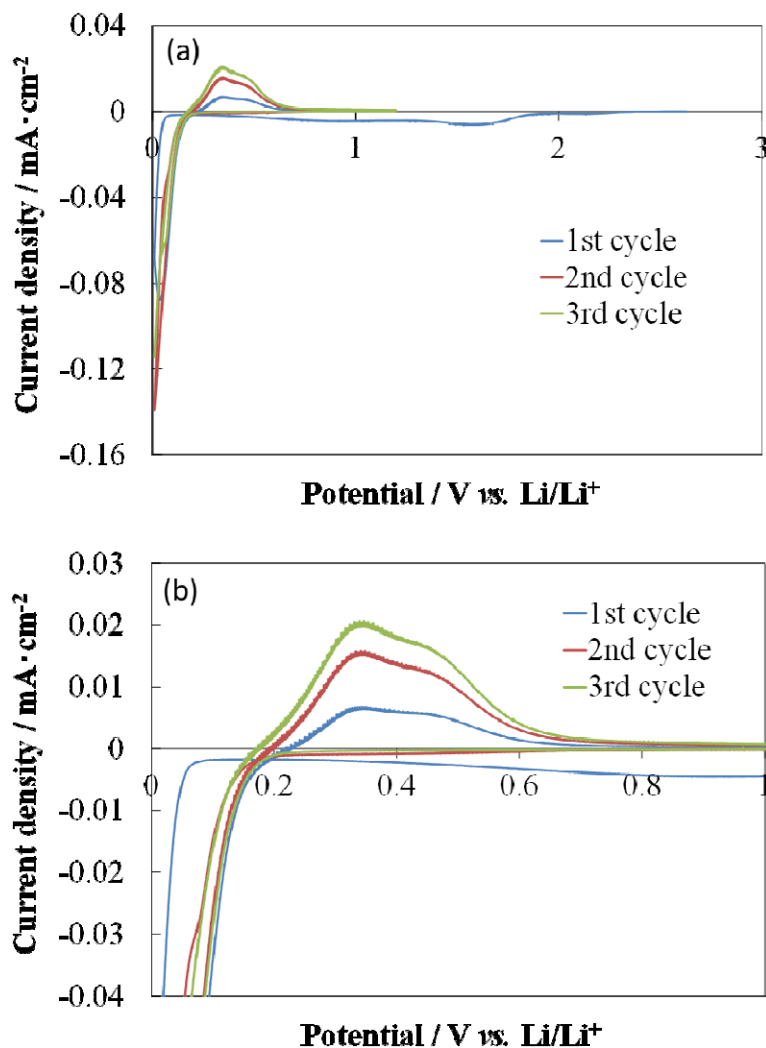 (a)
0.04
0
-0.04
-0.08
-0.12
-0.16
0
1
2
3
Current density / mA・cm⁻²
Potential / V vs. Li/Li⁺
1st cycle
2nd cycle
3rd cycle
(b)
0.03
0.02
0.01
0
-0.01
-0.02
-0.03
-0.04
0
0.2
0.4
0.6
0.8
1
Current density / mA・cm⁻²
Potential / V vs. Li/Li⁺
1st cycle
2nd cycle
3rd cycle